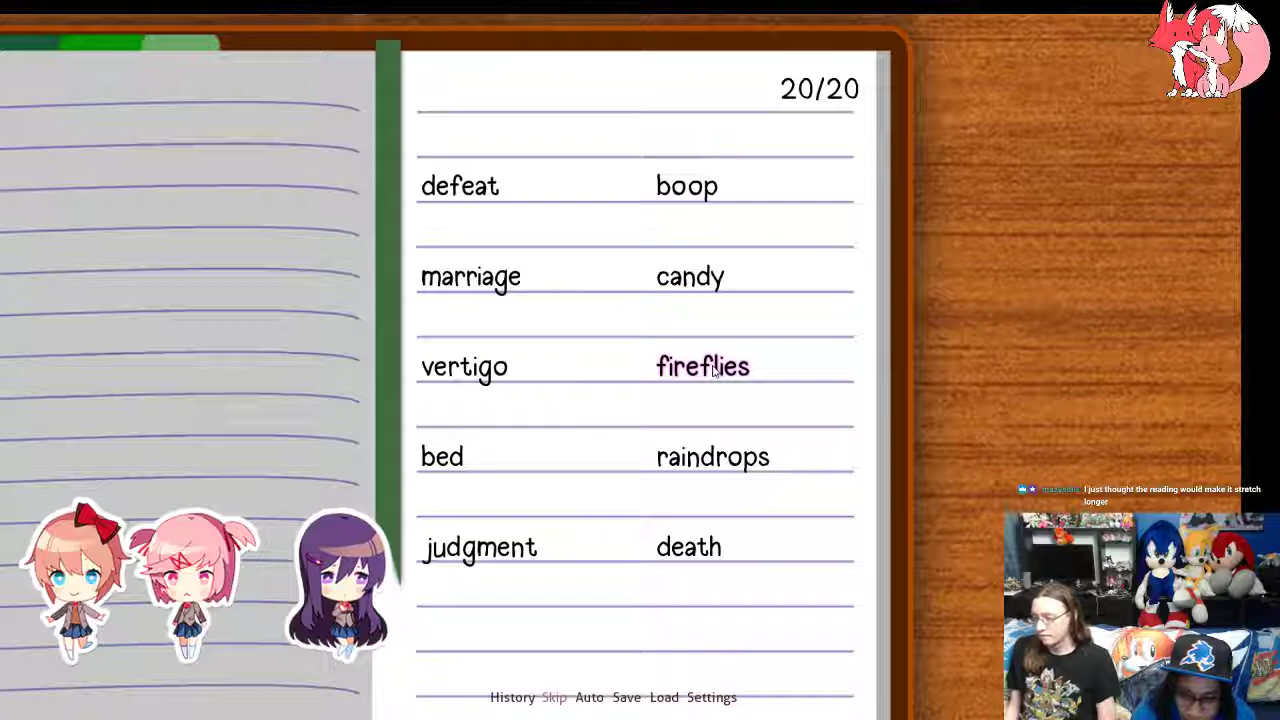 20/20
defeat boop
marriage candy
vertigo fireflies
bed raindrops
I just thought the reading would make it stretch
longer
judgment death
History Skip Auto Save Load Settings